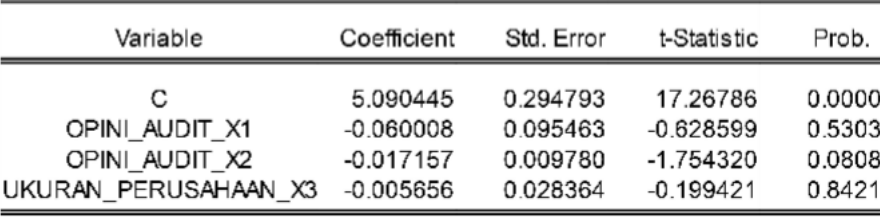 Variable Coefficient Std. Error t-Statistic Prob.
C 5.090445 0.294793 17.26786 0.0000
OPINI_AUDIT_X1 -0.060008 0.095463 -0.628599 0.5303
OPINI_AUDIT_X2 -0.017157 0.009780 -1.754320 0.0808
UKURAN_PERUSAHAAN_X3 -0.005656 0.028364 -0.199421 0.8421